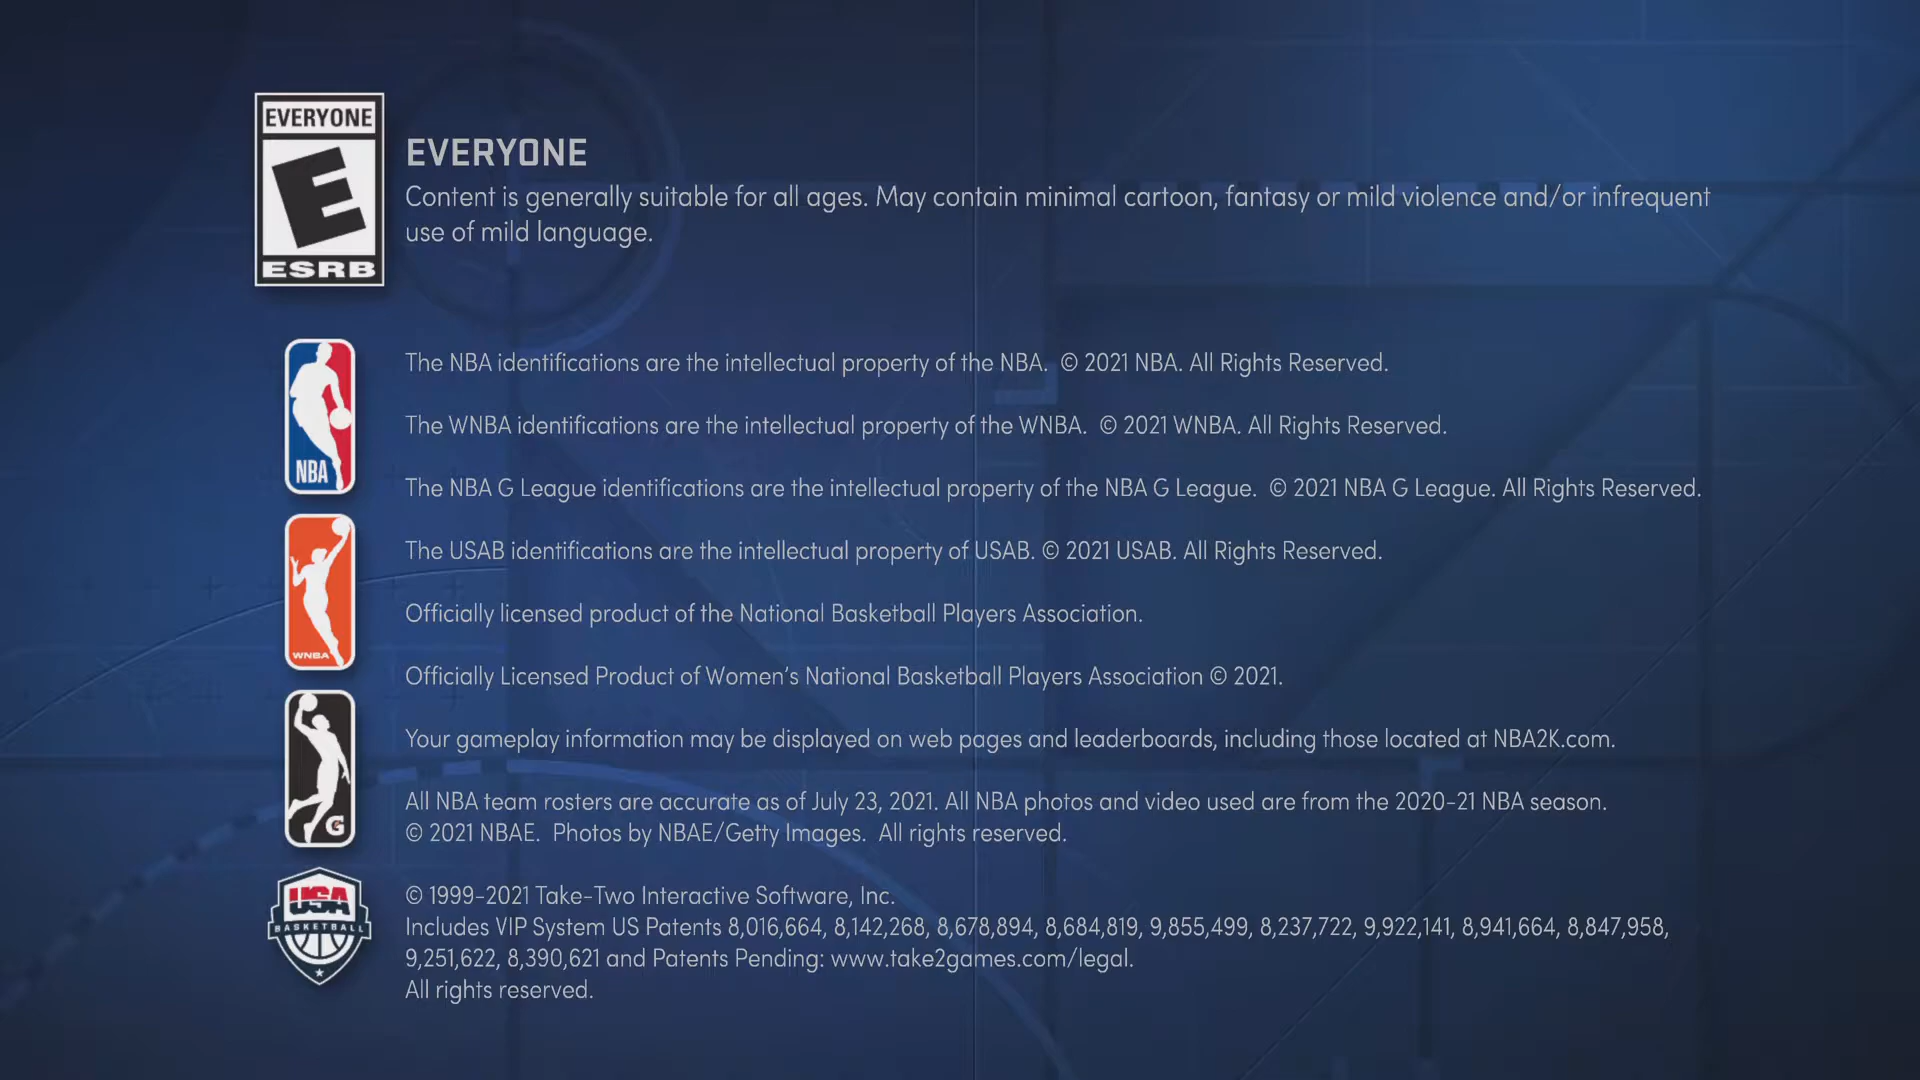 EVERYONE
E
ESRB
EVERYONE
Content is generally suitable for all ages. May contain minimal cartoon, fantasy or mild violence and/or infrequent
use of mild language.
NBA
The NBA identifications are the intellectual property of the NBA.  © 2021 NBA. All Rights Reserved.
The WNBA identifications are the intellectual property of the WNBA.  © 2021 WNBA. All Rights Reserved.
The NBA G League identifications are the intellectual property of the NBA G League.  © 2021 NBA G League. All Rights Reserved.
WNBA
The USAB identifications are the intellectual property of USAB. © 2021 USAB. All Rights Reserved.
Officially licensed product of the National Basketball Players Association.
Officially Licensed Product of Women's National Basketball Players Association © 2021.
G
Your gameplay information may be displayed on web pages and leaderboards, including those located at NBA2K.com.
All NBA team rosters are accurate as of July 23, 2021. All NBA photos and video used are from the 2020-21 NBA season.
© 2021 NBAE.  Photos by NBAE/Getty Images.  All rights reserved.
USA
BASKETBALL
© 1999-2021 Take-Two Interactive Software, Inc.
Includes VIP System US Patents 8,016,664, 8,142,268, 8,678,894, 8,684,819, 9,855,499, 8,237,722, 9,922,141, 8,941,664, 8,847,958,
9,251,622, 8,390,621 and Patents Pending: www.take2games.com/legal.
All rights reserved.